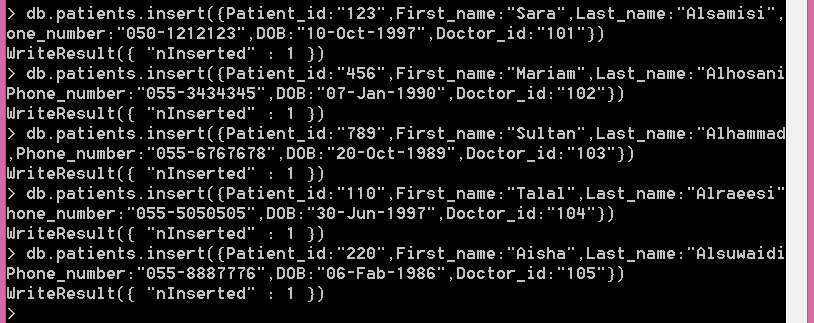 > db.patients.insert({Patient_id:"123",First_name:"Sara",Last_name:"Alsamisi",
one_number:"050-1212123",DOB:"10-Oct-1997",Doctor_id:"101"})
WriteResult({ "nInserted" : 1 })
> db.patients.insert({Patient_id:"456",First_name:"Mariam",Last_name:"Alhosani
Phone_number:"055-3434345",DOB:"07-Jan-1990",Doctor_id:"102"})
WriteResult({ "nInserted" : 1 })
> db.patients.insert({Patient_id:"789",First_name:"Sultan",Last_name:"Alhammad
,Phone_number:"055-6767678",DOB:"20-Oct-1989",Doctor_id:"103"})
WriteResult({ "nInserted" : 1 })
> db.patients.insert({Patient_id:"110",First_name:"Talal",Last_name:"Alraeesi"
hone_number:"055-5050505",DOB:"30-Jun-1997",Doctor_id:"104"})
WriteResult({ "nInserted" : 1 })
> db.patients.insert({Patient_id:"220",First_name:"Aisha",Last_name:"Alsuwaidi
Phone_number:"055-8887776",DOB:"06-Fab-1986",Doctor_id:"105"})
WriteResult({ "nInserted" : 1 })
>